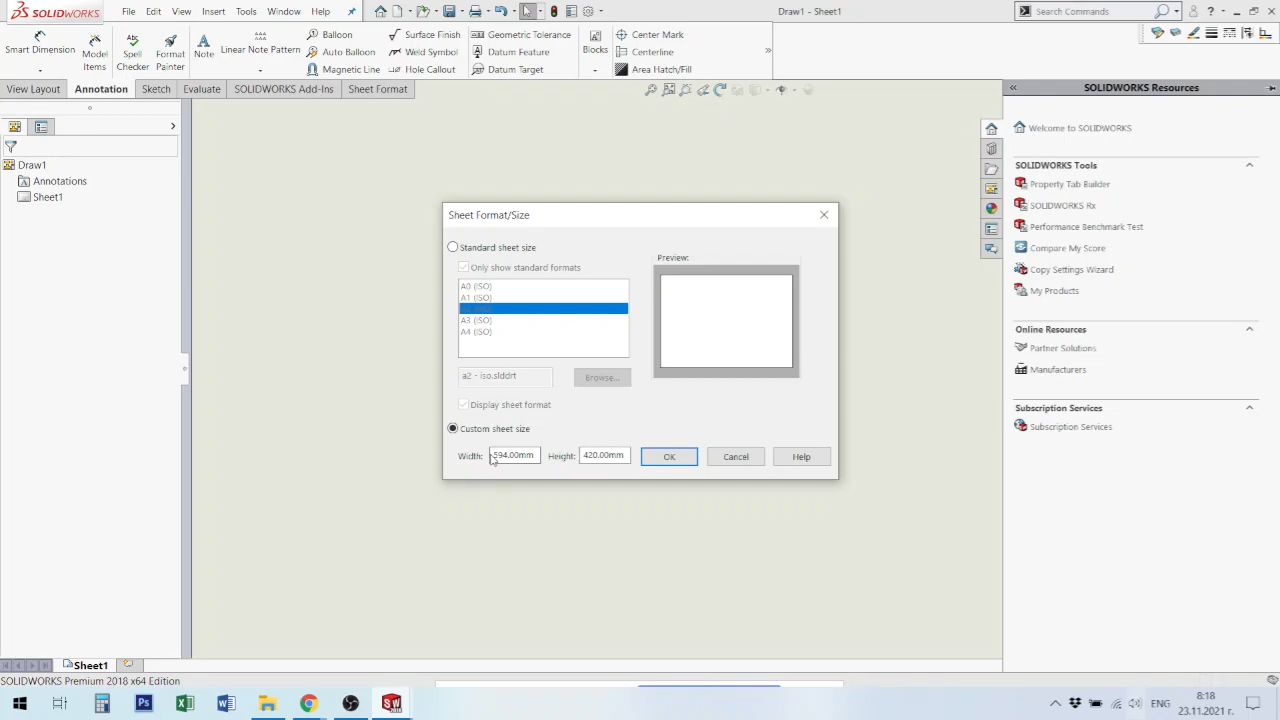 SOLIDWORKS File Edit View Insert Tools Window Help Draw1 - Sheet1 Search Commands
Smart Dimension
Model Items
Spell Checker
Format Painter
Note
Linear Note Pattern
Balloon
Auto Balloon
Magnetic Line
Surface Finish
Weld Symbol
Hole Callout
Geometric Tolerance
Datum Feature
Datum Target
Blocks
Center Mark
Centerline
Area Hatch/Fill
View Layout Annotation Sketch Evaluate SOLIDWORKS Add-Ins Sheet Format
Draw1
Annotations
Sheet1
Sheet Format/Size
Standard sheet size
Only show standard formats
A0 (ISO)
A1 (ISO)
A3 (ISO)
A4 (ISO)
a2 - iso.slddrt
Browse...
Display sheet format
Preview:
Custom sheet size
Width: 594.00mm Height: 420.00mm OK Cancel Help
SOLIDWORKS Resources
Welcome to SOLIDWORKS
SOLIDWORKS Tools
Property Tab Builder
SOLIDWORKS Rx
Performance Benchmark Test
Compare My Score
Copy Settings Wizard
My Products
Online Resources
Partner Solutions
Manufacturers
Subscription Services
Subscription Services
Sheet1
SOLIDWORKS Premium 2018 x64 Edition
ЕНГ
8:18
23.11.2021 г.